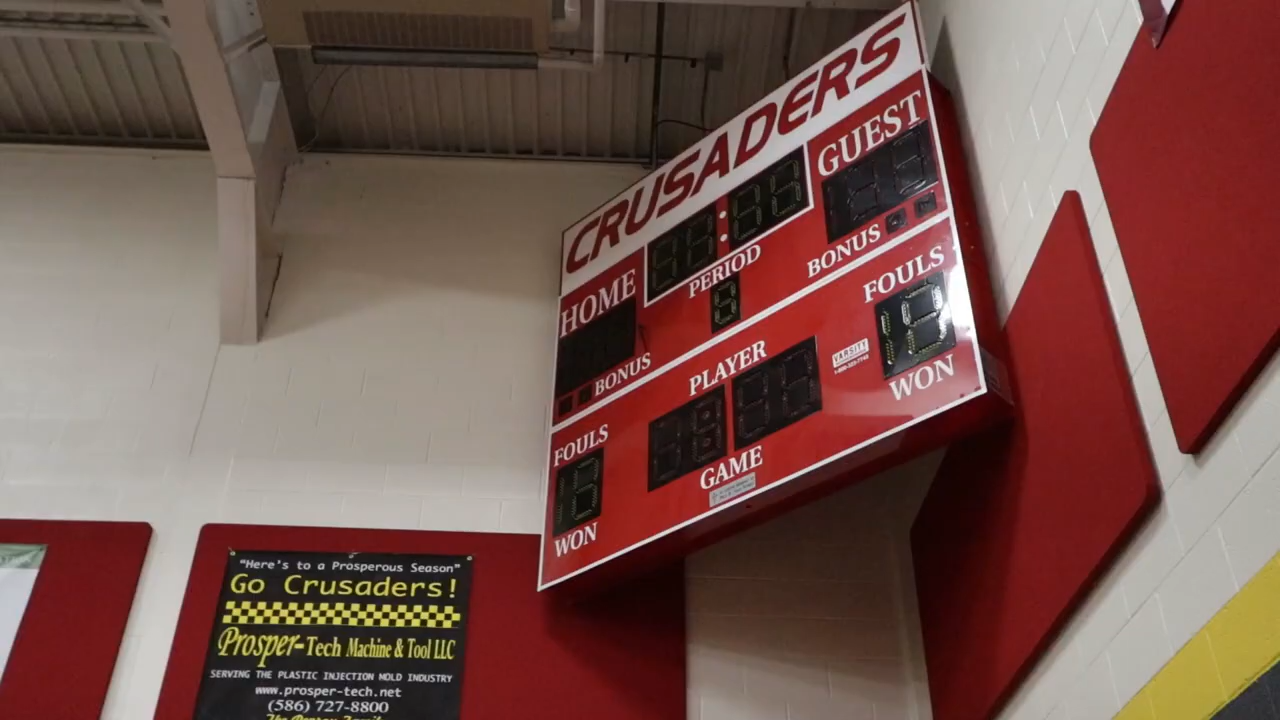 CRUSADERS
HOME
GUEST
PERIOD
BONUS
BONUS
FOULS
PLAYER
FOULS
VARSITY
WON
GAME
WON
"Here's to a Prosperous Season"
Go Crusaders!
Prosper-Tech Machine & Tool LLC
SERVING THE PLASTIC INJECTION MOLD INDUSTRY
www.prosper-tech.net
(586) 727-8800